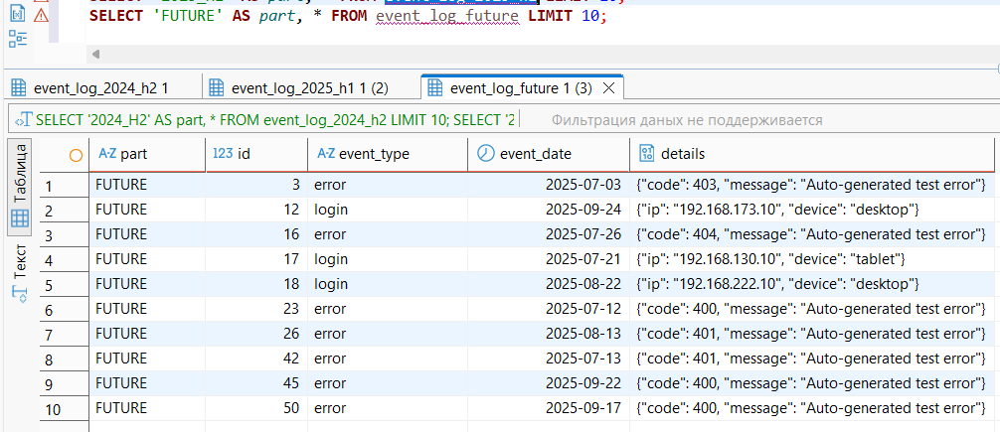 SELECT 'FUTURE' AS part, * FROM event_log_future LIMIT 10;
event_log_2024_h2 1 event_log_2025_h1 1 (2) event_log_future 1 (3)
SELECT '2024_H2' AS part, * FROM event_log_2024_h2 LIMIT 10; SELECT '2 Фильтрация даных не поддерживается
Таблица
Текст
A-Z part 123 id A-Z event_type event_date details
1 FUTURE 3 error 2025-07-03 {"code": 403, "message": "Auto-generated test error"}
2 FUTURE 12 login 2025-09-24 {"ip": "192.168.173.10", "device": "desktop"}
3 FUTURE 16 error 2025-07-26 {"code": 404, "message": "Auto-generated test error"}
4 FUTURE 17 login 2025-07-21 {"ip": "192.168.130.10", "device": "tablet"}
5 FUTURE 18 login 2025-08-22 {"ip": "192.168.222.10", "device": "desktop"}
6 FUTURE 23 error 2025-07-12 {"code": 400, "message": "Auto-generated test error"}
7 FUTURE 26 error 2025-08-13 {"code": 401, "message": "Auto-generated test error"}
8 FUTURE 42 error 2025-07-13 {"code": 401, "message": "Auto-generated test error"}
9 FUTURE 45 error 2025-09-22 {"code": 400, "message": "Auto-generated test error"}
10 FUTURE 50 error 2025-09-17 {"code": 400, "message": "Auto-generated test error"}